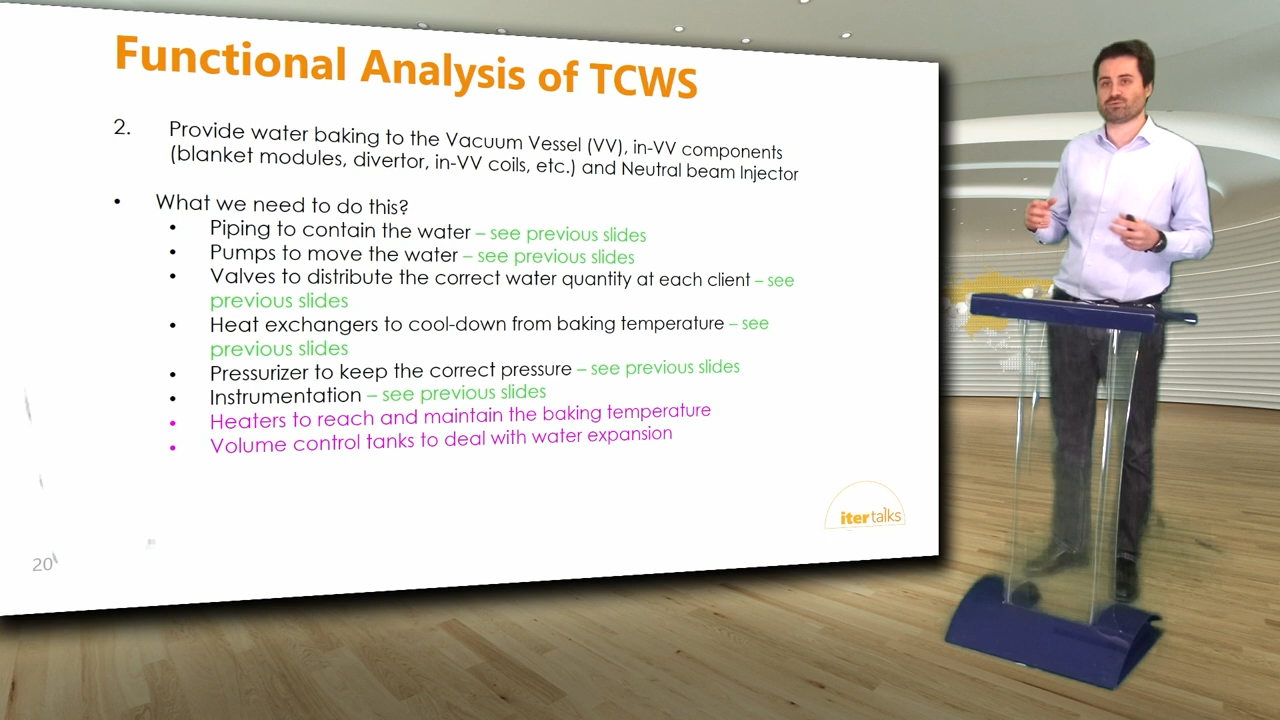 Functional Analysis of TCWS
2. Provide water baking to the Vacuum Vessel (VV), in-VV components
(blanket modules, divertor, in-VV coils, etc.) and Neutral beam Injector
• What we need to do this?
• Piping to contain the water – see previous slides
• Pumps to move the water – see previous slides
• Valves to distribute the correct water quantity at each client – see
previous slides
• Heat exchangers to cool-down from baking temperature – see
previous slides
• Pressurizer to keep the correct pressure – see previous slides
• Instrumentation – see previous slides
• Heaters to reach and maintain the baking temperature
• Volume control tanks to deal with water expansion
iter talks
20